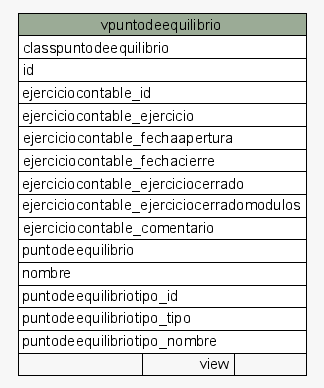 vpuntodeequilibrio
classpuntodeequilibrio
id
ejerciciocontable_id
ejerciciocontable_ejercicio
ejerciciocontable_fechaapertura
ejerciciocontable_fechacierre
ejerciciocontable_ejerciciocerrado
ejerciciocontable_ejerciciocerradomodulos
ejerciciocontable_comentario
puntodeequilibrio
nombre
puntodeequilibriotipo_id
puntodeequilibriotipo_tipo
puntodeequilibriotipo_nombre
view